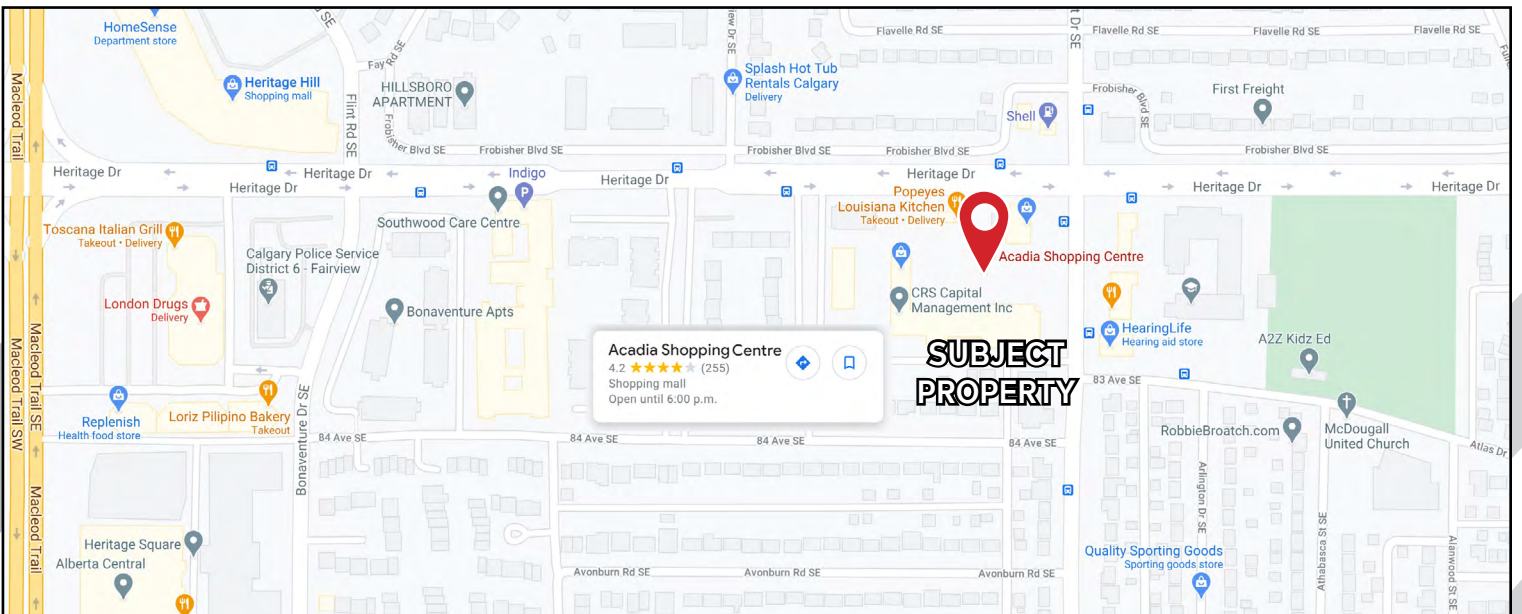 HomeSense
Department store
Heritage Hill
Shopping mall
Macleod Trail
Flint Rd SE
SE
Fay Rd SE
HILLSBORO
APARTMENT
Frobisher Blvd SE
Frobisher Blvd SE
Splash Hot Tub
Rentals Calgary
Delivery
iew Dr SE
Frobisher Blvd SE
Frobisher Blvd SE
Flavelle Rd SE
t Dr SE
Flavelle Rd SE
Flavelle Rd SE
Flavelle Rd SE
Shell
Frobisher Blvd SE
First Freight
Frobisher Blvd SE
Heritage Dr
Heritage Dr
Heritage Dr
Indigo
P
Heritage Dr
Heritage Dr
Heritage Dr
Heritage Dr
Popeyes
Louisiana Kitchen
Takeout • Delivery
Southwood Care Centre
Toscana Italian Grill
Takeout • Delivery
Calgary Police Service
District 6 - Fairview
Acadia Shopping Centre
London Drugs
Delivery
Bonaventure Apts
CRS Capital
Management Inc
HearingLife
Hearing aid store
A2Z Kidz Ed
Acadia Shopping Centre
4.2 (255)
Shopping mall
Open until 6:00 p.m.
SUBJECT
PROPERTY
83 Ave SE
Macleod Trail SE
Macleod Trail SW
Replenish
Health food store
Loriz Pilipino Bakery
Takeout
Bonaventure Dr SE
84 Ave SE
84 Ave SE
84 Ave SE
84 Ave SE
RobbieBroatch.com
McDougall
United Church
Atlas Dr
Arlington Dr SE
Athabasca St SE
Alanwood St SE
Macleod Trail
Heritage Square
Alberta Central
Avonburn Rd SE
Avonburn Rd SE
Avonburn Rd SE
Quality Sporting Goods
Sporting goods store